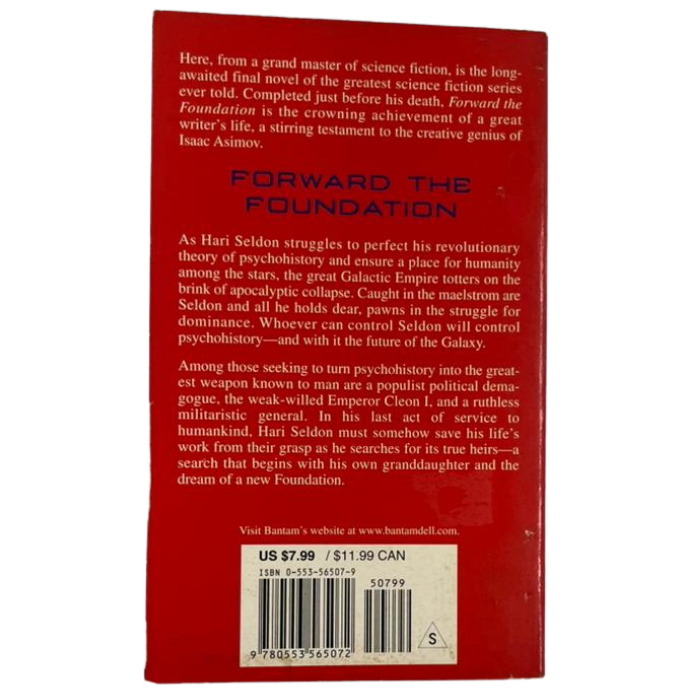 Here, from a grand master of science fiction, is the long-
awaited final novel of the greatest science fiction series
ever told. Completed just before his death, Forward the
Foundation is the crowning achievement of a great
writer's life, a stirring testament to the creative genius of
Isaac Asimov.
FORWARD THE
FOUNDATION
As Hari Seldon struggles to perfect his revolutionary
theory of psychohistory and ensure a place for humanity
among the stars, the great Galactic Empire totters on the
brink of apocalyptic collapse. Caught in the maelstrom are
Seldon and all he holds dear, pawns in the struggle for
dominance. Whoever can control Seldon will control
psychohistory—and with it the future of the Galaxy.
Among those seeking to turn psychohistory into the great-
est weapon known to man are a populist political dema-
gogue, the weak-willed Emperor Cleon I, and a ruthless
militaristic general. In his last act of service to
humankind, Hari Seldon must somehow save his life's
work from their grasp as he searches for its true heirs—a
search that begins with his own granddaughter and the
dream of a new Foundation.
Visit Bantam's website at www.bantamdell.com.
US $7.99 / $11.99 CAN
ISBN 0-553-56507-9
50799
9 780553 565072
S